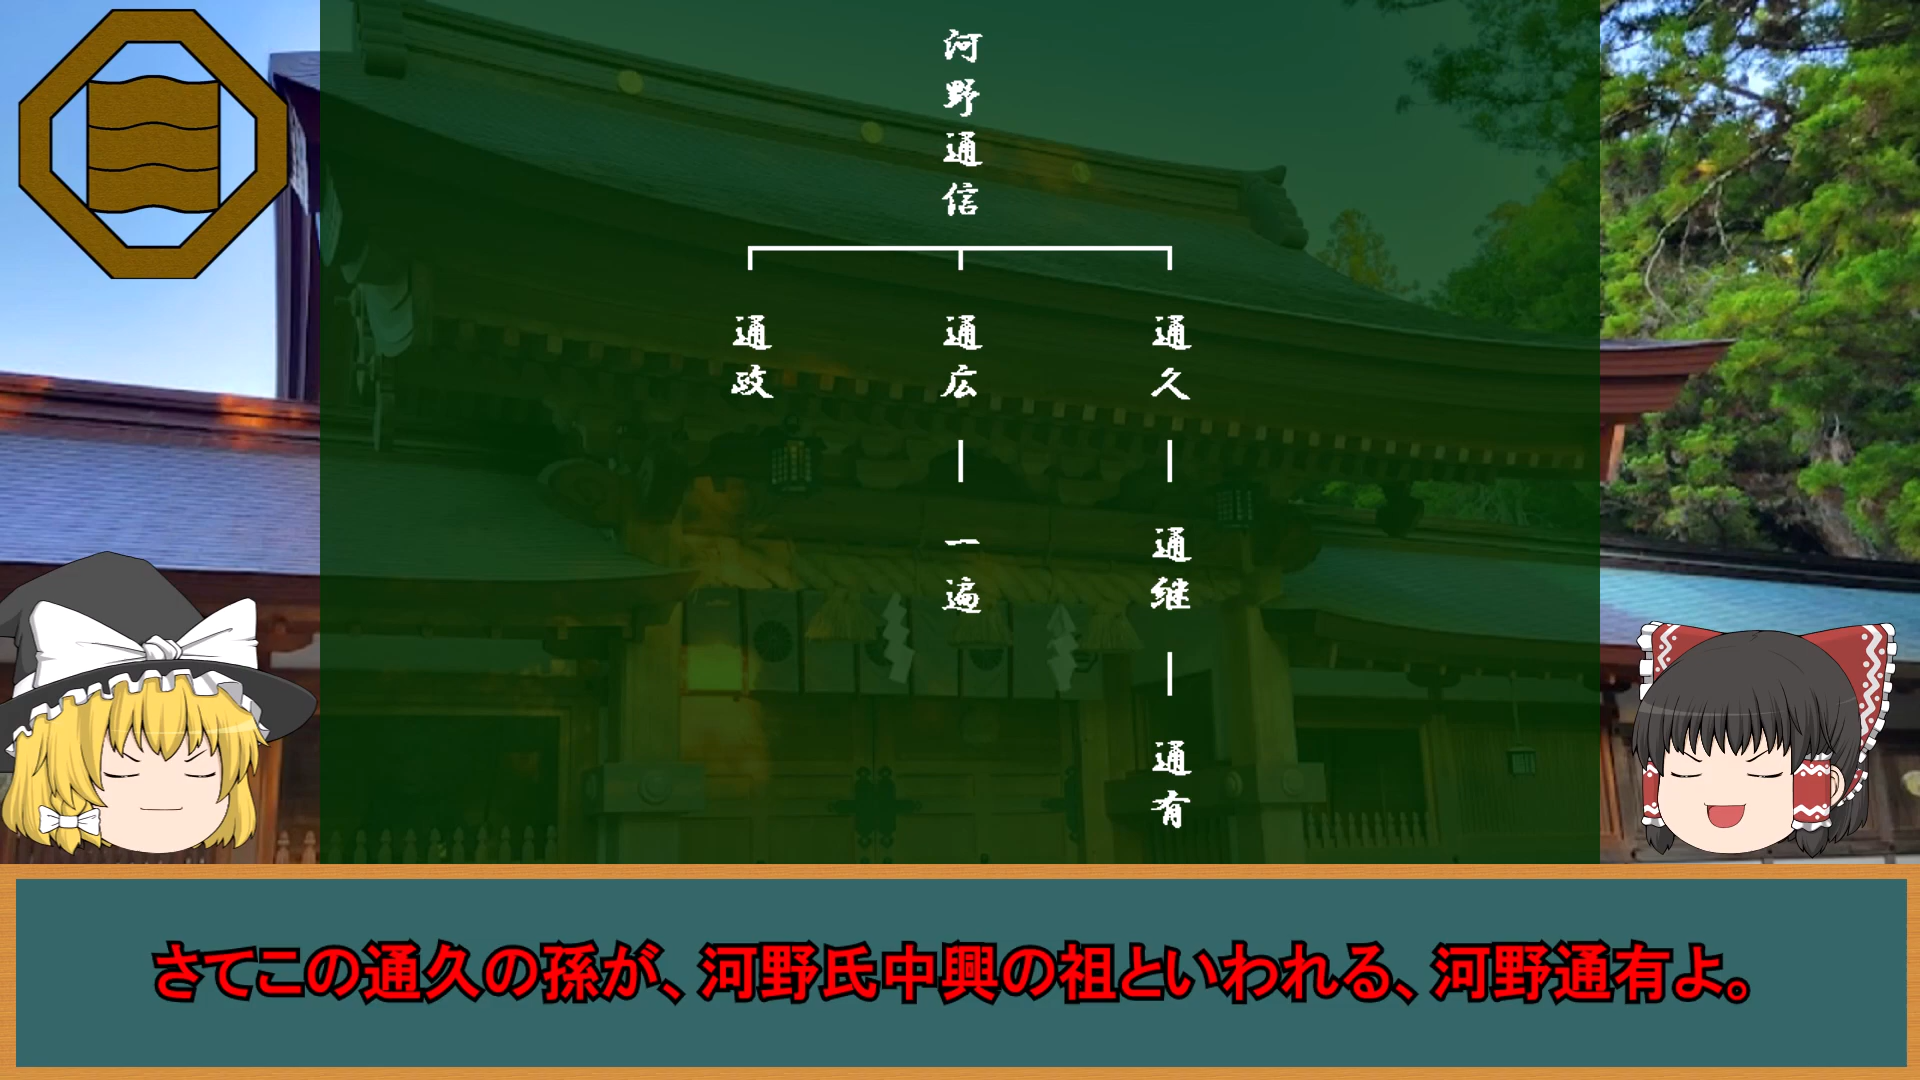 河野通信
通久
通広
通政
通継
一遍
通有
さてこの通久の孫が、河野氏中興の祖といわれる、河野通有よ。